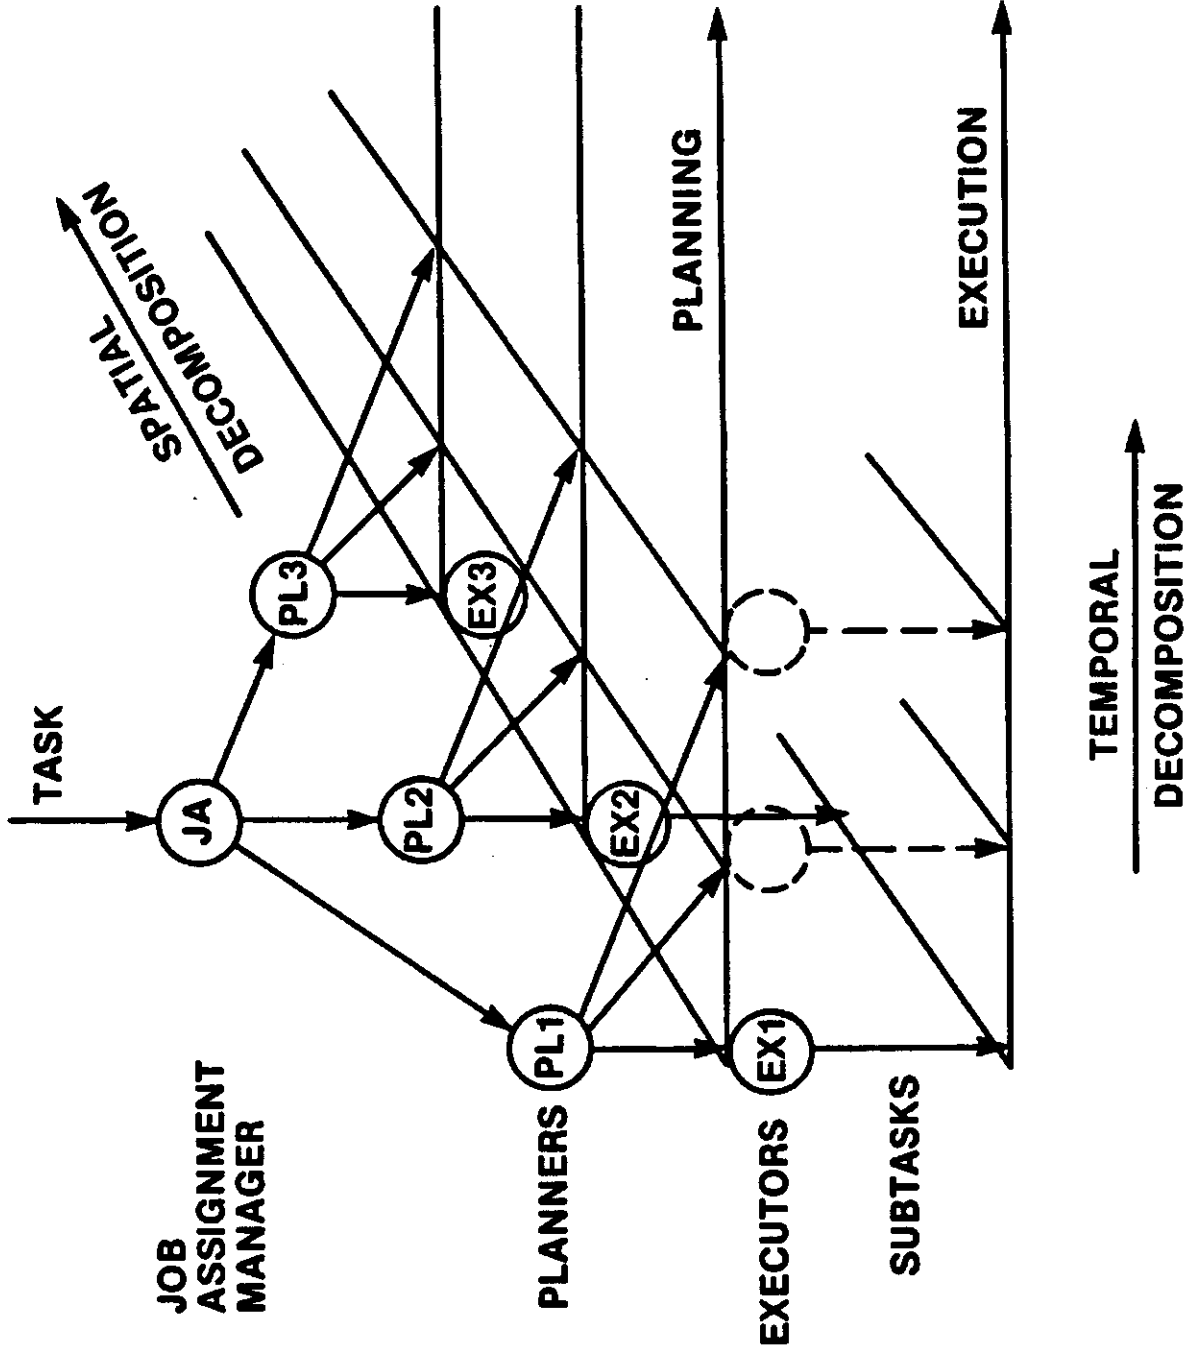 TASK
JOB
ASSIGNMENT
MANAGER
JA
SPATIAL
DECOMPOSITION
PL3
PL2
PLANNERS
PL1
EX3
EX2
PLANNING
EXECUTORS
EX1
SUBTASKS
EXECUTION
TEMPORAL
DECOMPOSITION